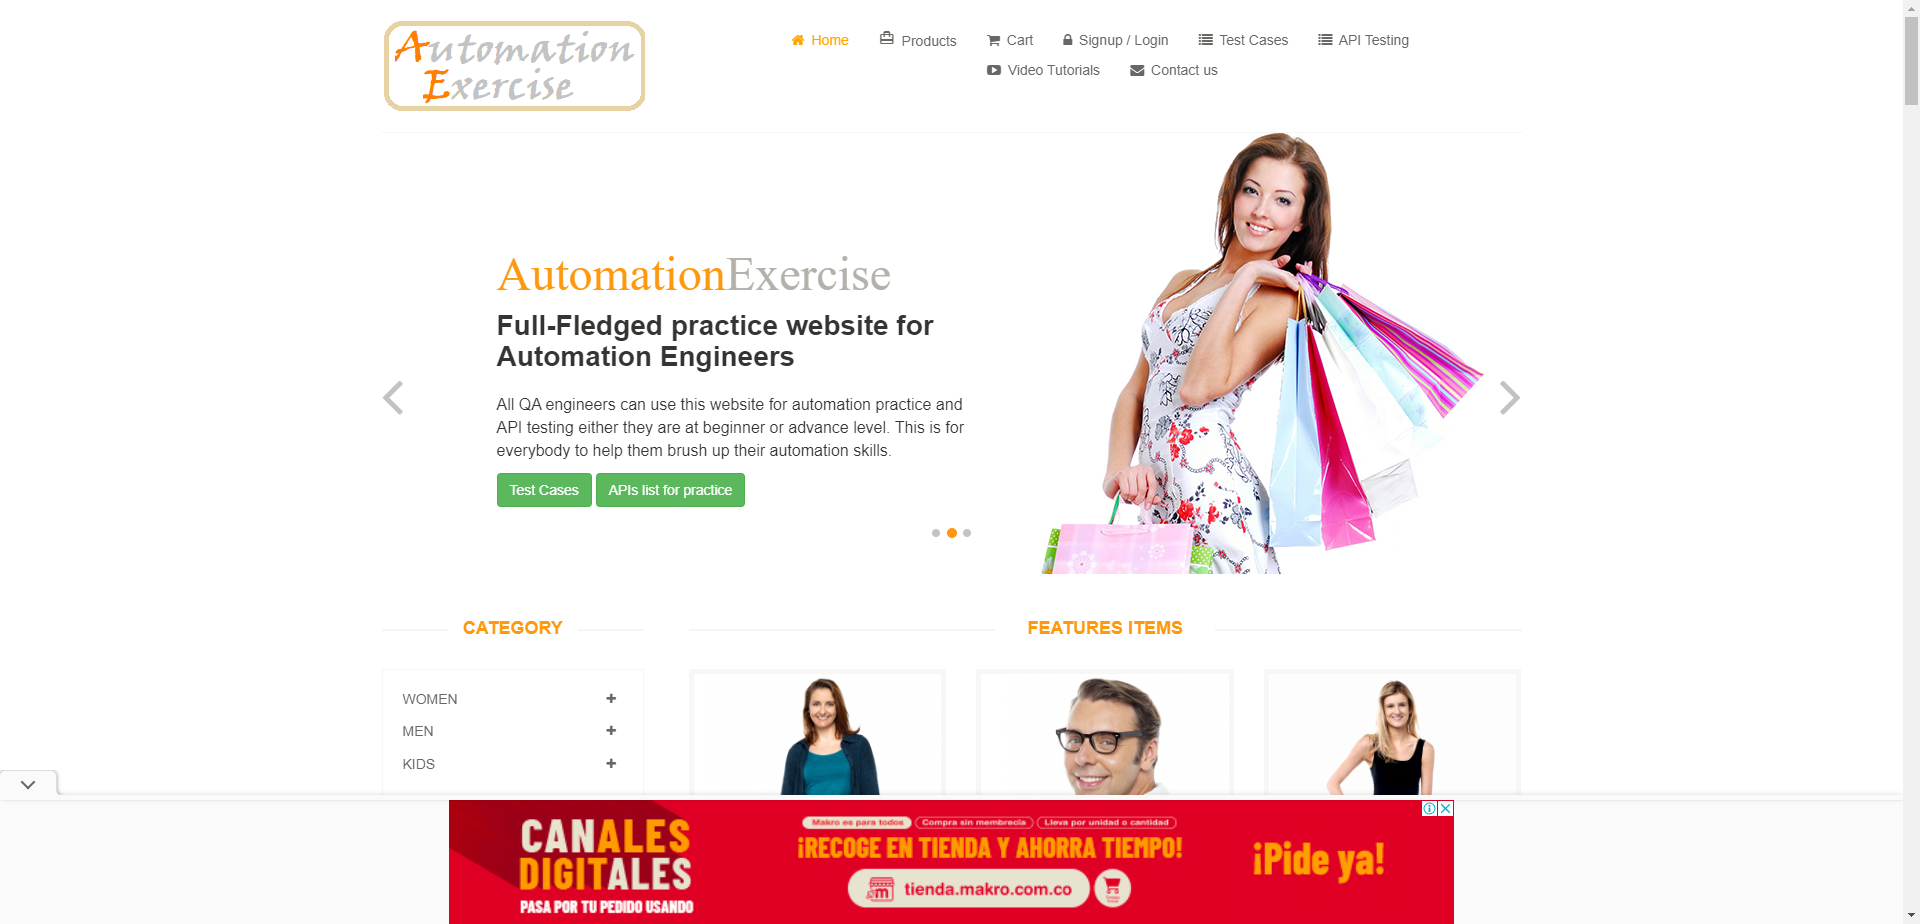 Automation
Exercise
Home
Products
Cart
Signup / Login
Test Cases
API Testing
Video Tutorials
Contact us
AutomationExercise
Full-Fledged practice website for
Automation Engineers
All QA engineers can use this website for automation practice and
API testing either they are at beginner or advance level. This is for
everybody to help them brush up their automation skills.
Test Cases
APIs list for practice
CATEGORY
FEATURES ITEMS
WOMEN
MEN
KIDS
CANALES
DIGITALES
PASA POR TU PEDIDO USANDO
Makro es para todos
Compra sin membrecía
Lleva por unidad o cantidad
¡RECOGE EN TIENDA Y AHORRA TIEMPO!
m
tienda.makro.com.co
¡Pide ya!